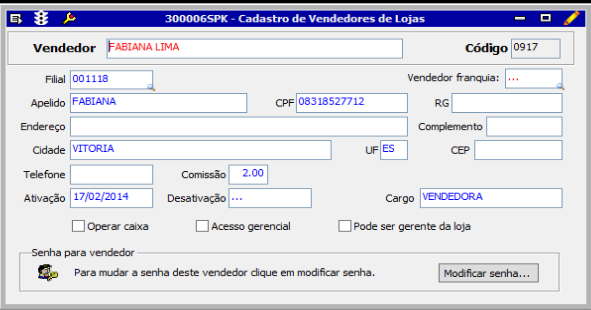 300006SPK - Cadastro de Vendedores de Lojas
Vendedor FABIANA LIMA Código 0917
Filial 001118 Vendedor franquia: ...
Apelido FABIANA CPF 08318527712 RG
Endereço Complemento
Cidade VITORIA UF ES CEP
Telefone Comissão 2.00
Ativação 17/02/2014 Desativação ... Cargo VENDEDORA
Operar caixa Acesso gerencial Pode ser gerente da loja
Senha para vendedor
Para mudar a senha deste vendedor clique em modificar senha. Modificar senha...